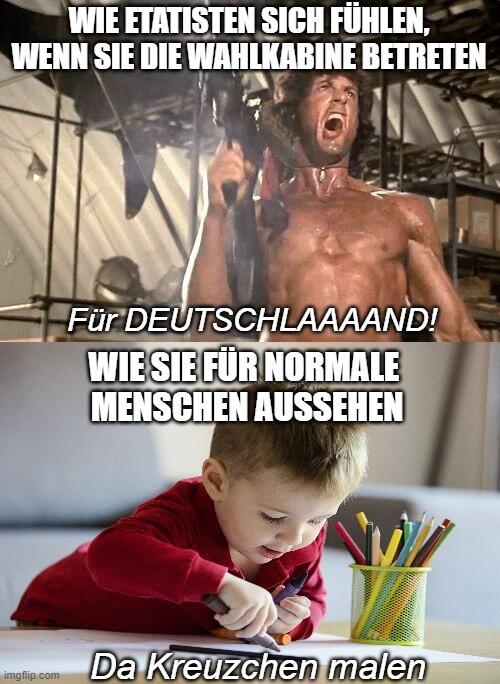 WIE ETATISTEN SICH FÜHLEN,
WENN SIE DIE WAHLKABINE BETRETEN
Für DEUTSCHLAAAAND!
WIE SIE FÜR NORMALE
MENSCHEN AUSSEHEN
Da Kreuzchen malen
imgflip.com